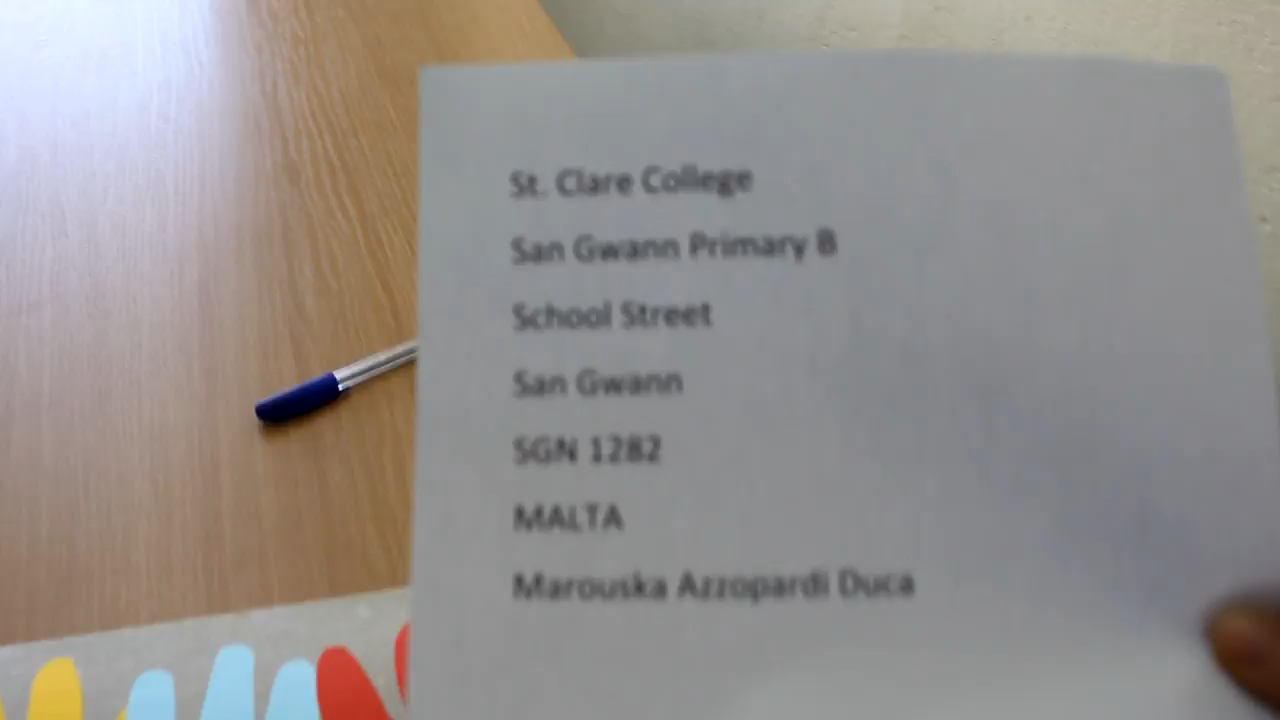 St. Clare College
San Gwann Primary B
School Street
San Gwann
SGN 1282
MALTA
Marouska Azzopardi Duca